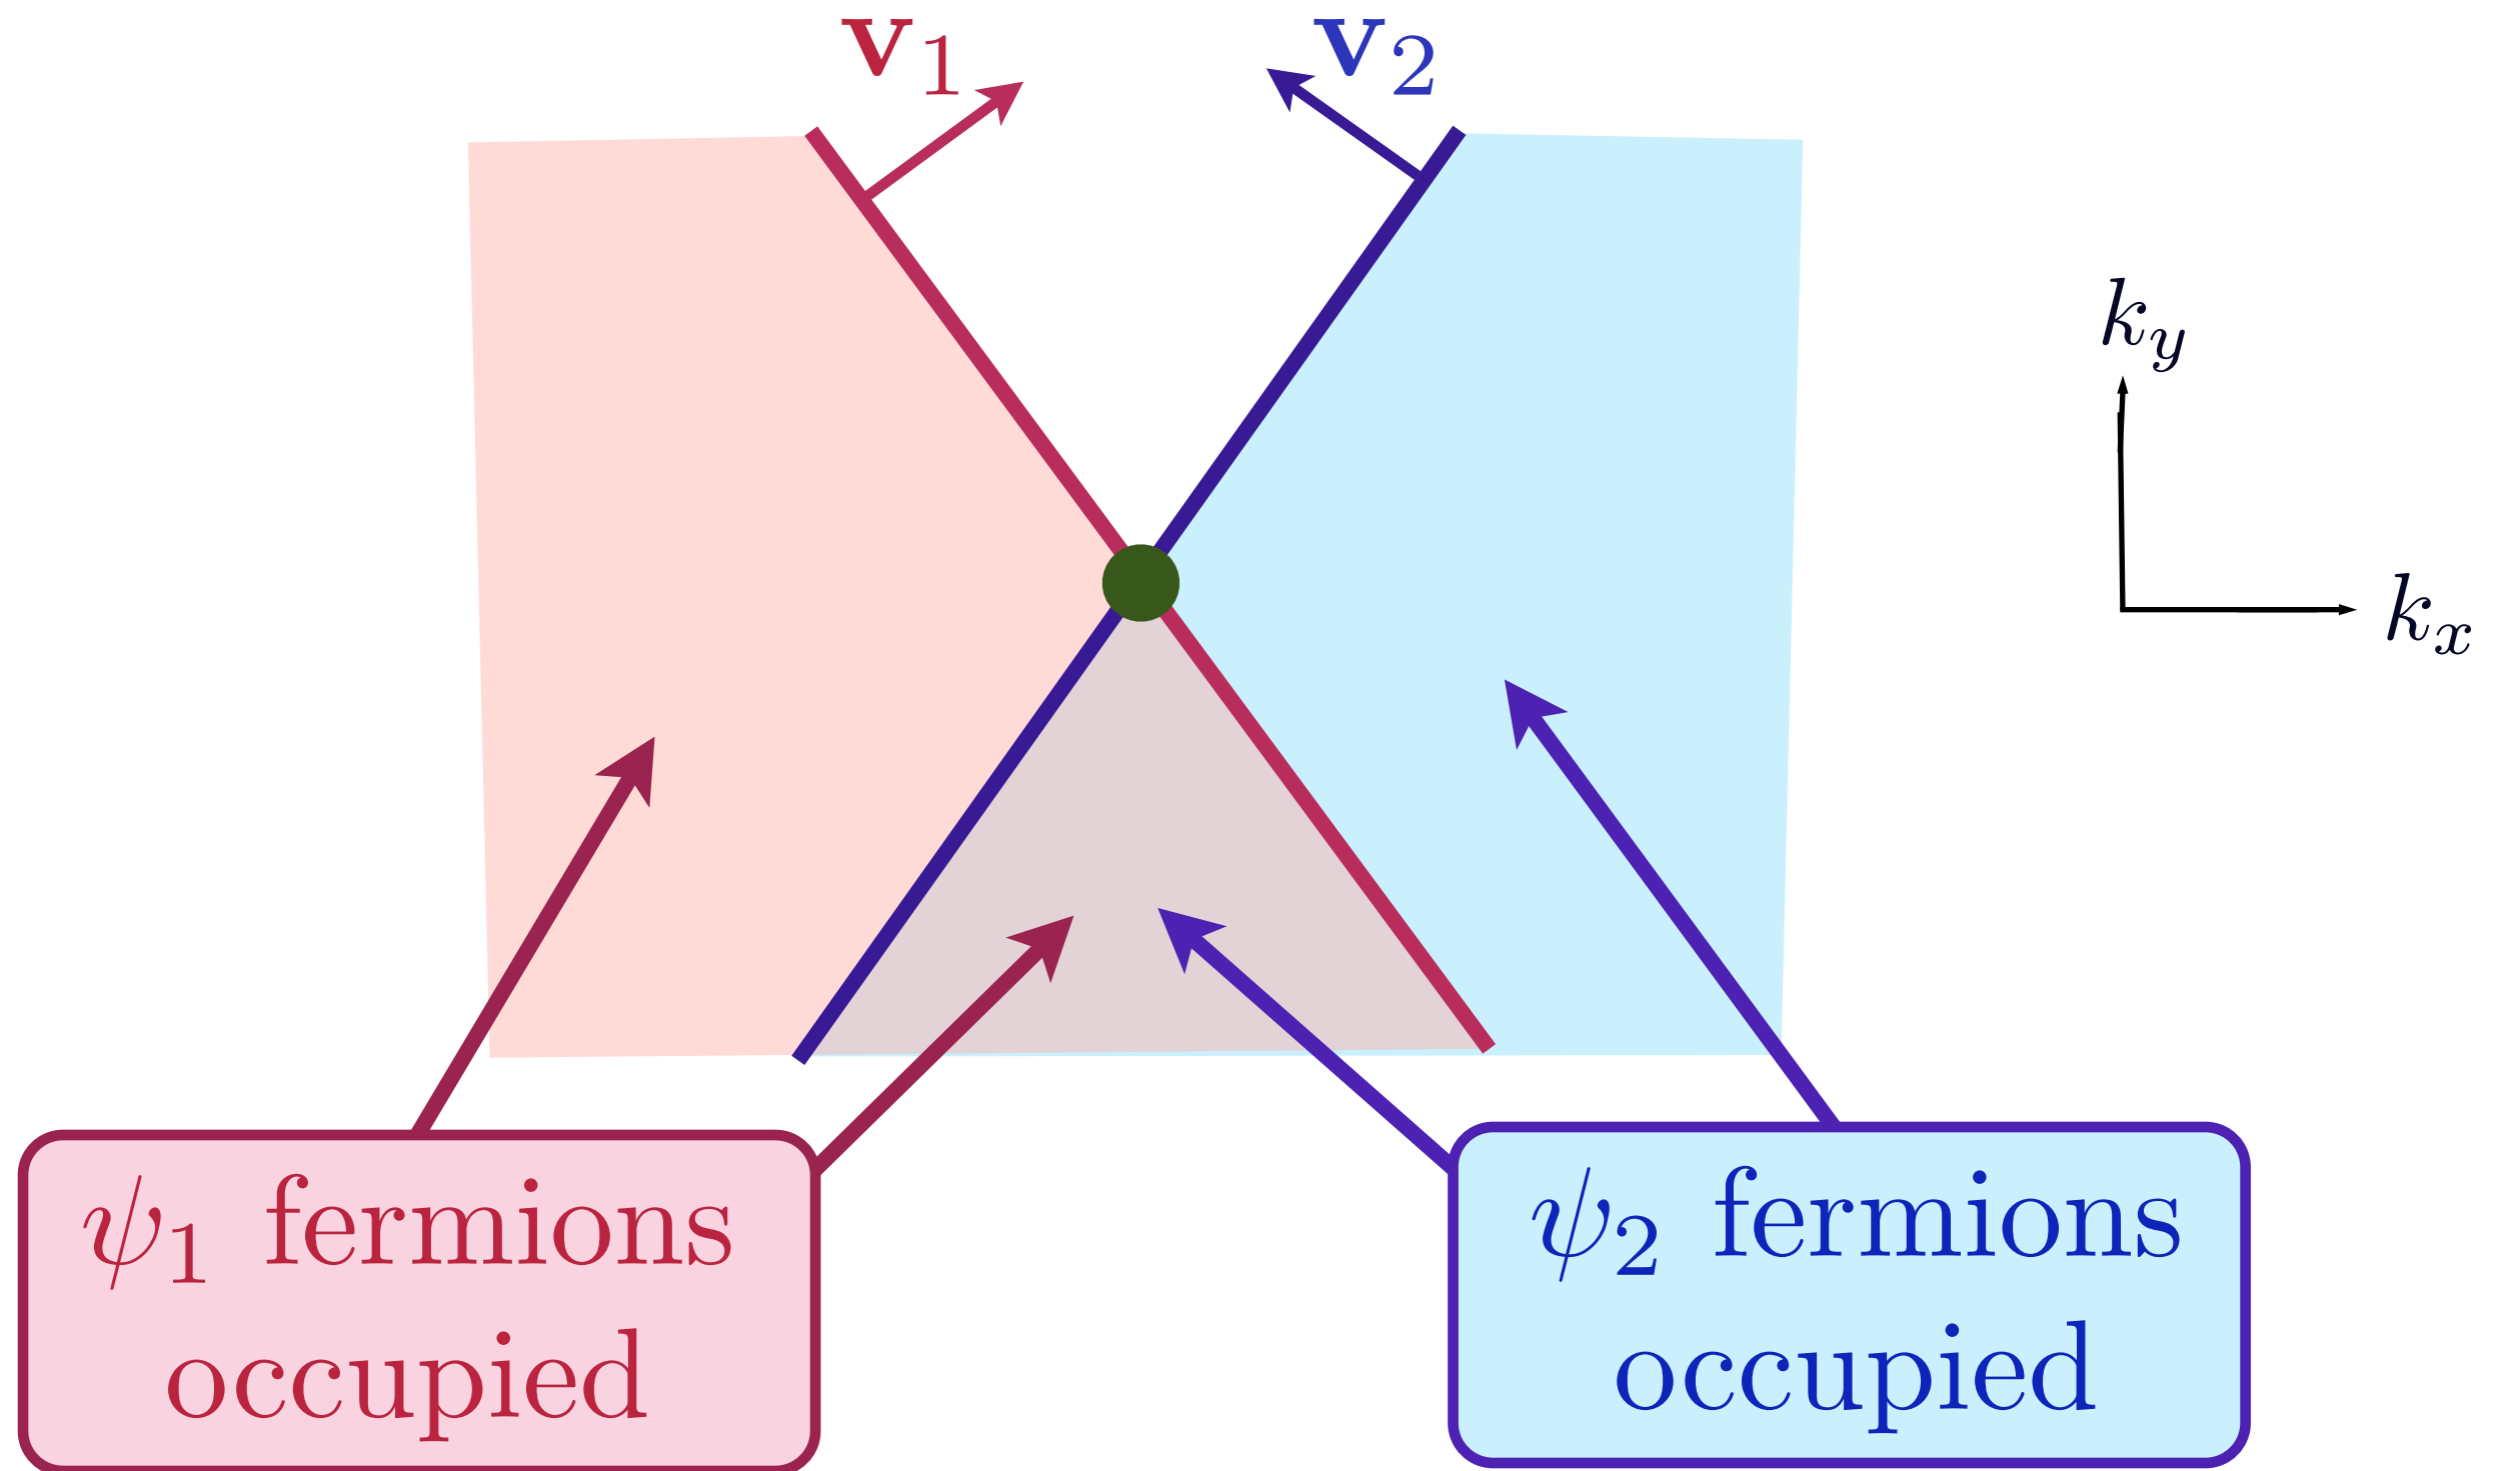 v₁
v₂
k_y
k_x
ψ₁ fermions
occupied
ψ₂ fermions
occupied